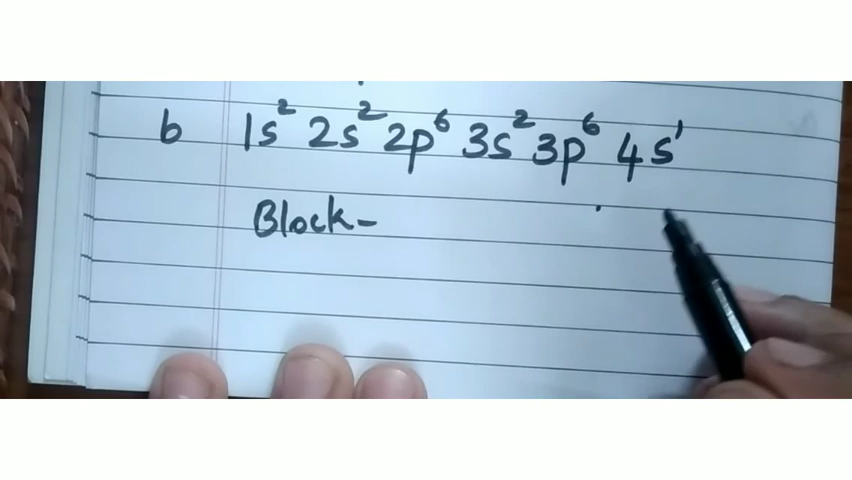 b 1s² 2s² 2p⁶ 3s² 3p⁶ 4s¹
Block-